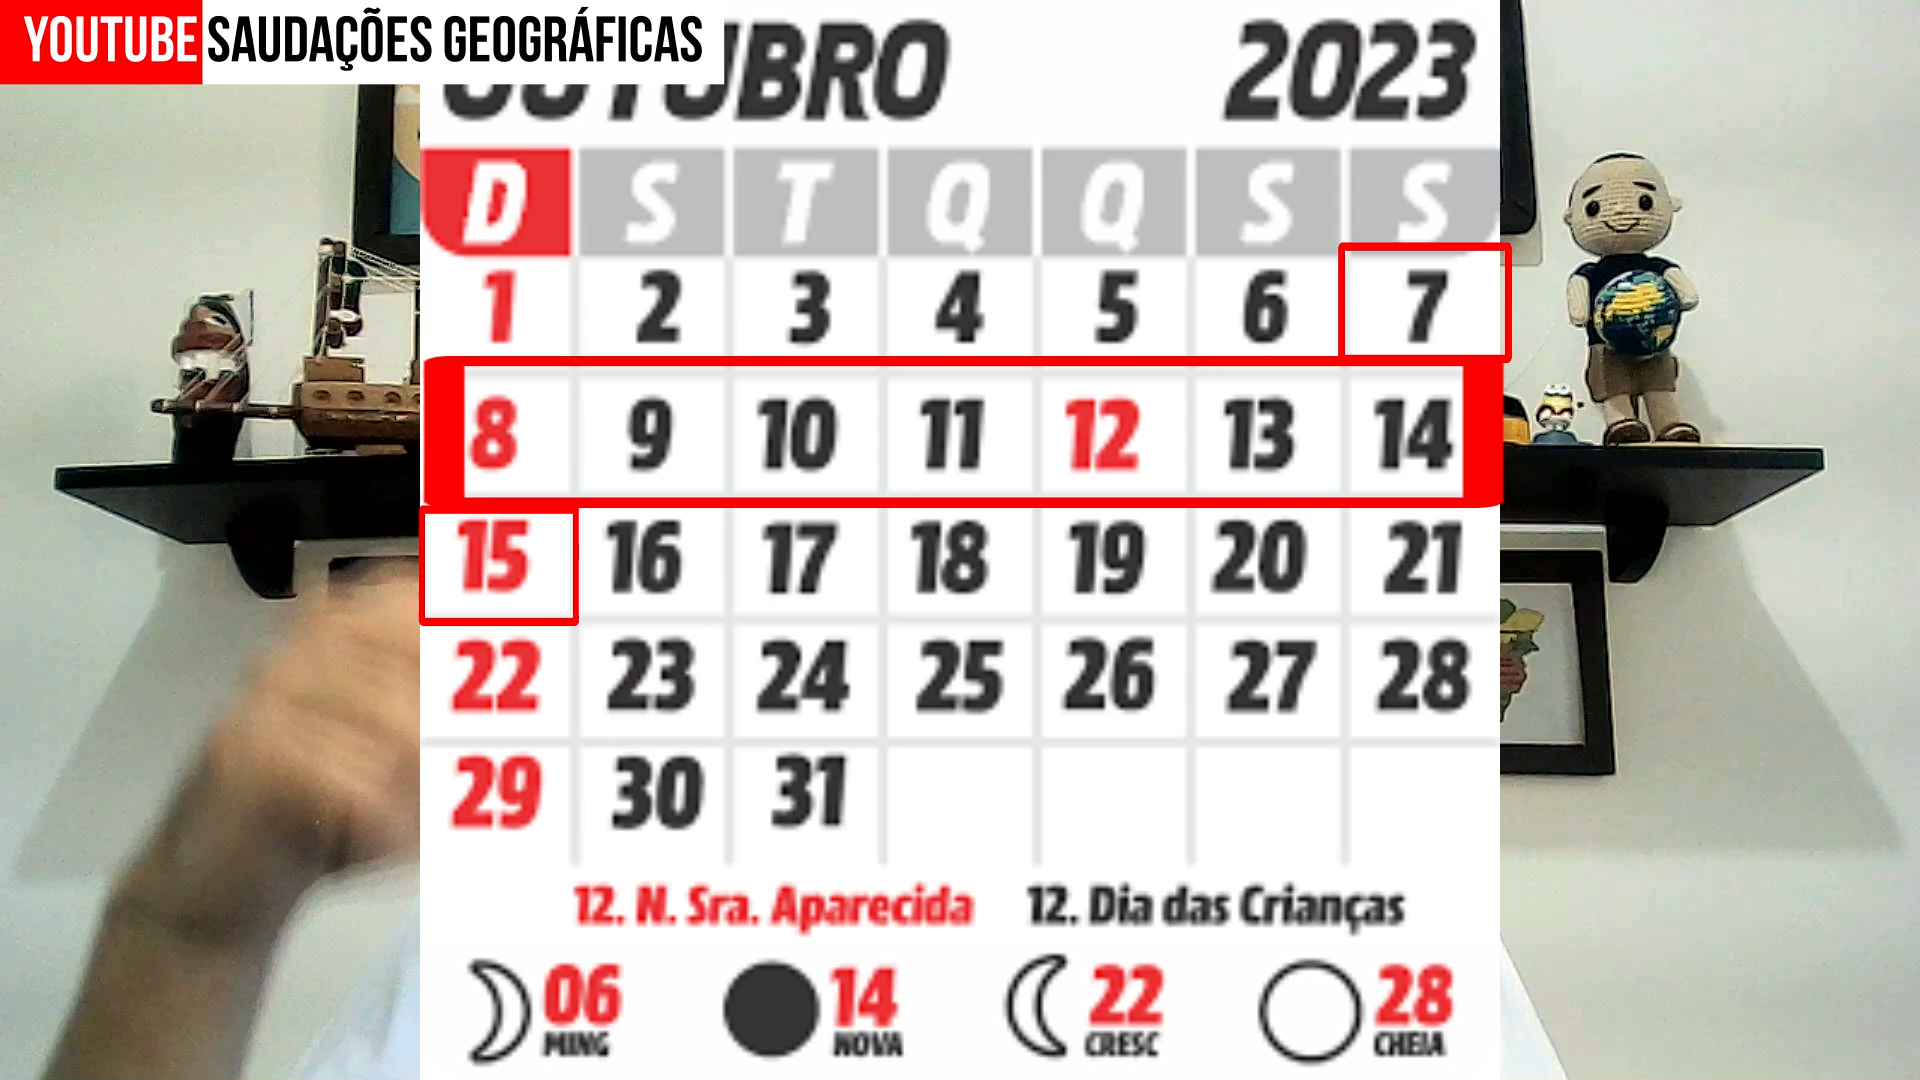 YOUTUBE SAUDAÇÕES GEOGRÁFICAS
OUTUBRO 2023
D S T Q Q S S
1 2 3 4 5 6 7
8 9 10 11 12 13 14
15 16 17 18 19 20 21
22 23 24 25 26 27 28
29 30 31
12. N. Sra. Aparecida 12. Dia das Crianças
06 14 22 28
MING NOVA CRESC CHEIA